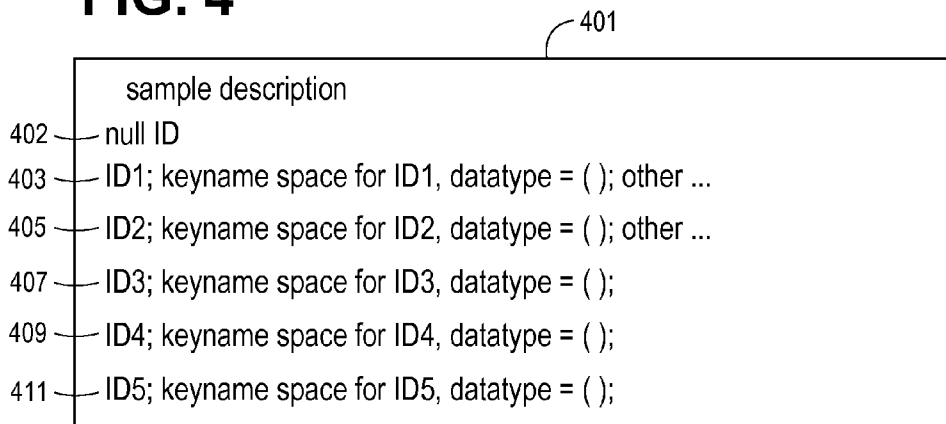 FIG. 4
401
sample description
402 null ID
403 ID1; keyname space for ID1, datatype = ( ); other ...
405 ID2; keyname space for ID2, datatype = ( ); other ...
407 ID3; keyname space for ID3, datatype = ( );
409 ID4; keyname space for ID4, datatype = ( );
411 ID5; keyname space for ID5, datatype = ( );